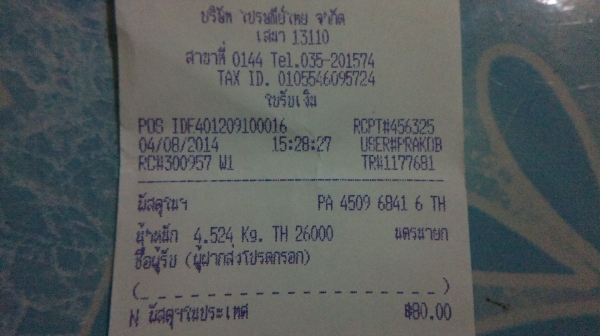 บริษัท ไปรษณีย์ไทย จำกัด
เสนา 13110
สาขาที่ 0144 Tel.035-201574
TAX ID. 0105546095724
ใบรับเงิน
POS IDE401209100016 RCPT#456325
04/08/2014 15:28:27 USER#PRAKDB
RC#300957 W1 TR#1177681
พัสดุในฯ PA 4509 6841 6 TH
น้ำหนัก 4.524 Kg. TH 26000 นครนายก
ชื่อผู้รับ (ผู้ฝากส่งโปรดกรอก)
(_ _ _ _ _ _ _ _ _ _ _ _ _ _ _ _ _ _)
N พัสดุฯในประเทศ ฿80.00